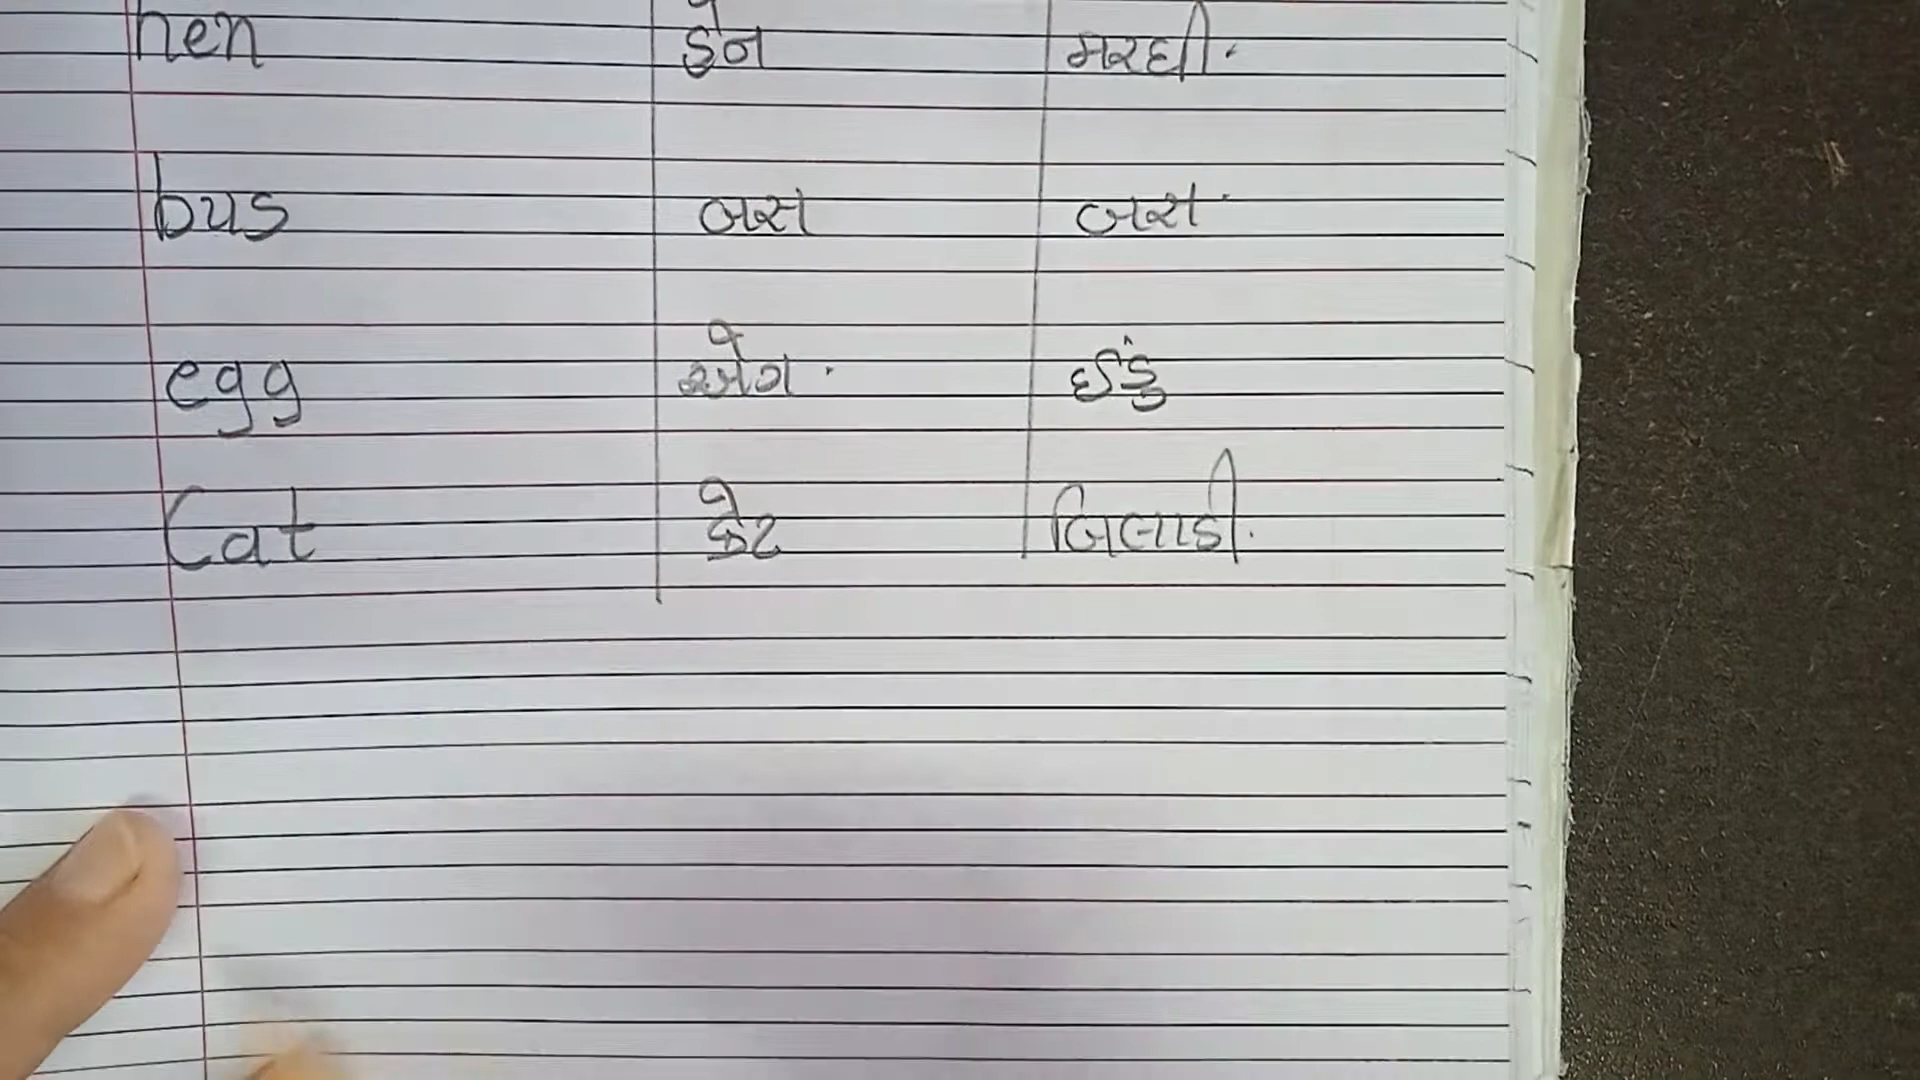 hen હેન મરઘી.
bus બસ બસ.
egg એગ. ઈંડુ
Cat કેટ બિલાડી.